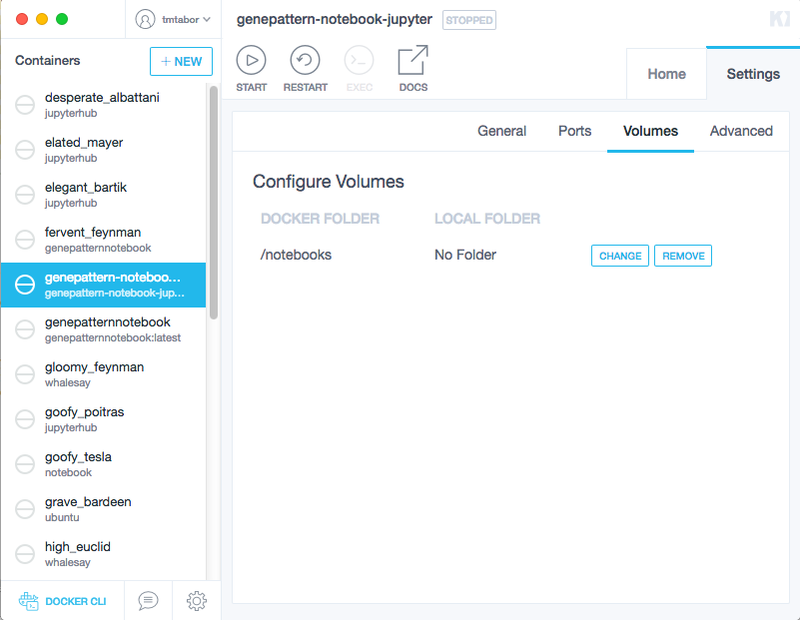 tmtabor
genepattern-notebook-jupyter STOPPED
Containers
+ NEW
START
RESTART
EXEC
DOCS
Home
Settings
desperate_albattani
jupyterhub
elated_mayer
jupyterhub
elegant_bartik
jupyterhub
fervent_feynman
genepatternnotebook
genepattern-noteboo...
genepattern-notebook-jup...
genepatternnotebook
genepatternnotebook:latest
gloomy_feynman
whalesay
goofy_poitras
jupyterhub
goofy_tesla
notebook
grave_bardeen
ubuntu
high_euclid
whalesay
DOCKER CLI
General Ports Volumes Advanced
Configure Volumes
DOCKER FOLDER LOCAL FOLDER
/notebooks No Folder CHANGE REMOVE